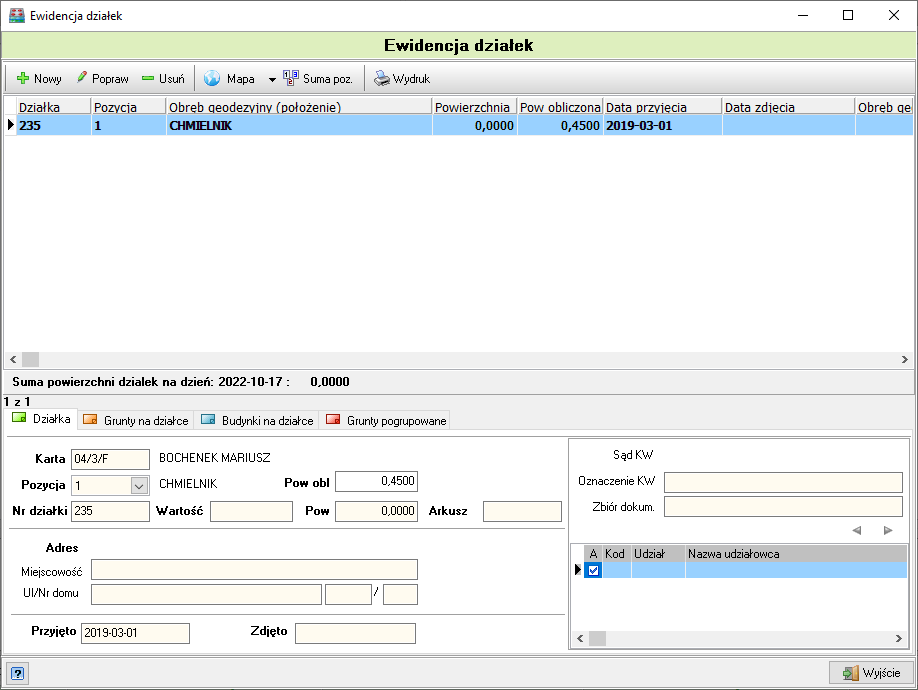 Ewidencja działek
Ewidencja działek
Nowy Popraw Usuń Mapa Suma poz. Wydruk
Działka Pozycja Obręb geodezyjny (położenie) Powierzchnia Pow obliczona Data przyjęcia Data zdjęcia Obręb ge
235 1 CHMIELNIK 0,0000 0,4500 2019-03-01
Suma powierzchni dzialek na dzień: 2022-10-17 : 0,0000
1 z 1
Działka Grunty na działce Budynki na działce Grunty pogrupowane
Karta 04/3/F BOCHENEK MARIUSZ
Pozycja 1 CHMIELNIK Pow obl 0,4500
Nr działki 235 Wartość Pow 0,0000 Arkusz
Adres
Miejscowość
Ul/Nr domu /
Przyjęto 2019-03-01 Zdjęto
Sąd KW
Oznaczenie KW
Zbiór dokum.
A Kod Udział Nazwa udziałowca
? Wyjście